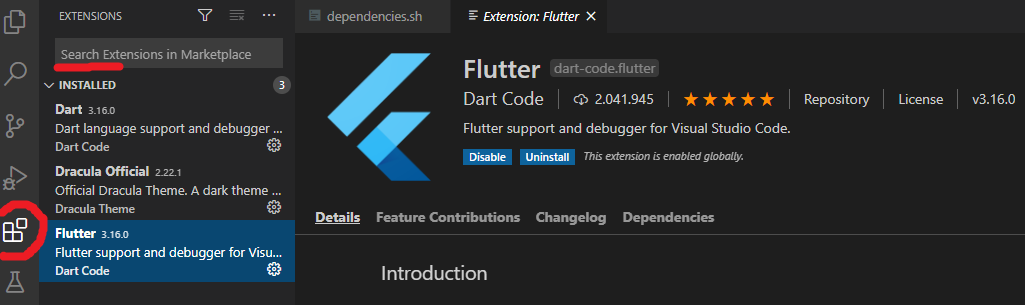 EXTENSIONS
Search Extensions in Marketplace
INSTALLED 3
Dart 3.16.0
Dart language support and debugger ...
Dart Code
Dracula Official 2.22.1
Official Dracula Theme. A dark theme ...
Dracula Theme
Flutter 3.16.0
Flutter support and debugger for Visu...
Dart Code
dependencies.sh
Extension: Flutter
Flutter dart-code.flutter
Dart Code 2.041.945 Repository License v3.16.0
Flutter support and debugger for Visual Studio Code.
Disable Uninstall This extension is enabled globally.
Details Feature Contributions Changelog Dependencies
Introduction